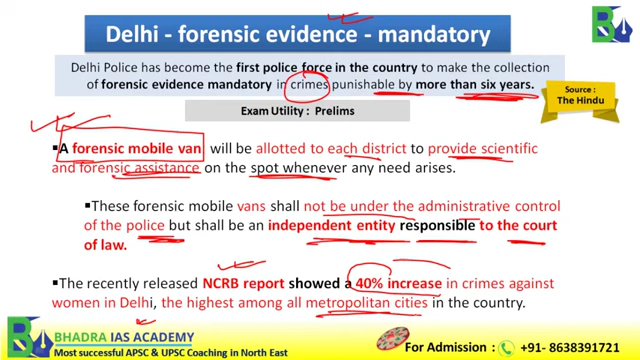 Delhi - forensic evidence - mandatory
Delhi Police has become the first police force in the country to make the collection
of forensic evidence mandatory in crimes punishable by more than six years.
Source :
The Hindu
Exam Utility : Prelims
▪A forensic mobile van will be allotted to each district to provide scientific
and forensic assistance on the spot whenever any need arises.
▪These forensic mobile vans shall not be under the administrative control
of the police but shall be an independent entity responsible to the court
of law.
▪The recently released NCRB report showed a 40% increase in crimes against
women in Delhi, the highest among all metropolitan cities in the country.
BHADRA IAS ACADEMY
Most successful APSC & UPSC Coaching in North East
For Admission :
+91- 8638391721